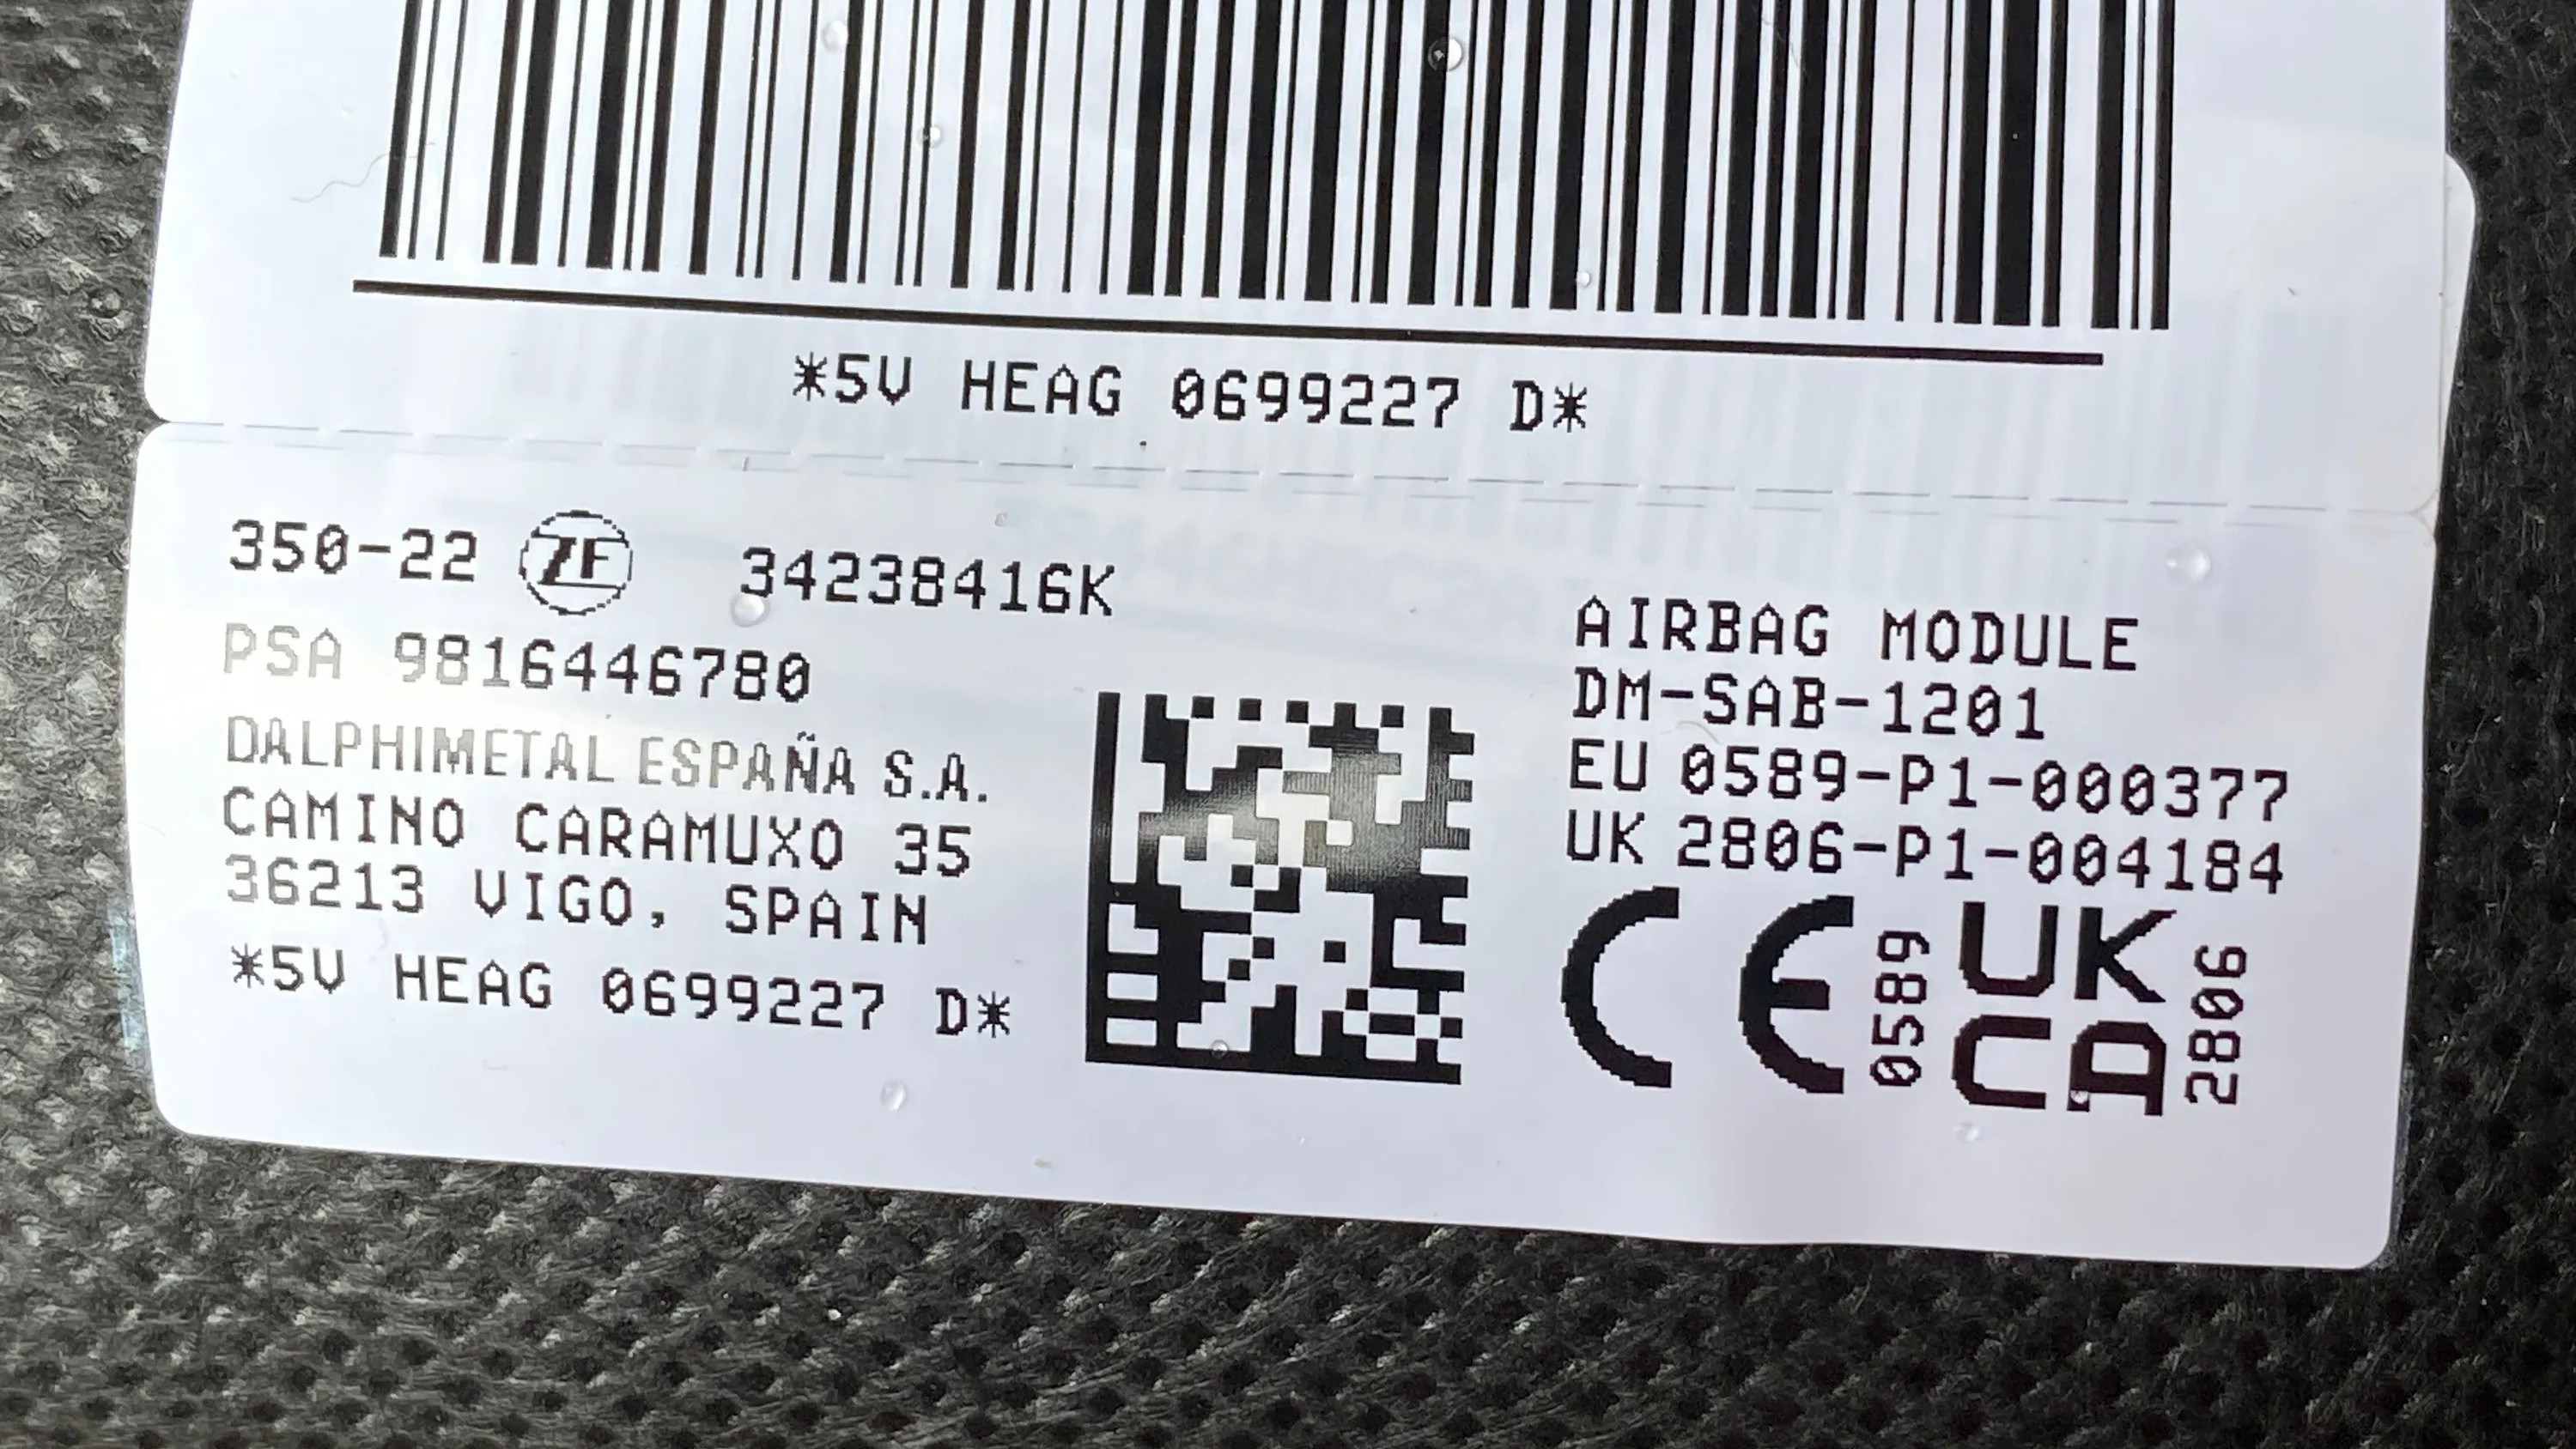 *5V HEAG 0699227 D*
350-22 ZF 34238416K
PSA 9816446780
DALPHIMETAL ESPAÑA S.A.
CAMINO CARAMUXO 35
36213 VIGO, SPAIN
*5V HEAG 0699227 D*
AIRBAG MODULE
DM-SAB-1201
EU 0589-P1-000377
UK 2806-P1-004184
CE 0589 UK CA 2806